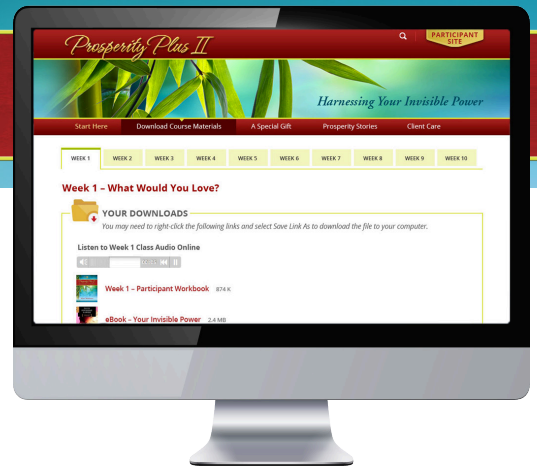 Prosperity Plus II
PARTICIPANT
SITE
Harnessing Your Invisible Power
Start Here Download Course Materials A Special Gift Prosperity Stories Client Care
WEEK 1 WEEK 2 WEEK 3 WEEK 4 WEEK 5 WEEK 6 WEEK 7 WEEK 8 WEEK 9 WEEK 10
Week 1 – What Would You Love?
YOUR DOWNLOADS
You may need to right-click the following links and select Save Link As to download the file to your computer.
Listen to Week 1 Class Audio Online
Week 1 – Participant Workbook 874 K
eBook – Your Invisible Power 2.4 MB